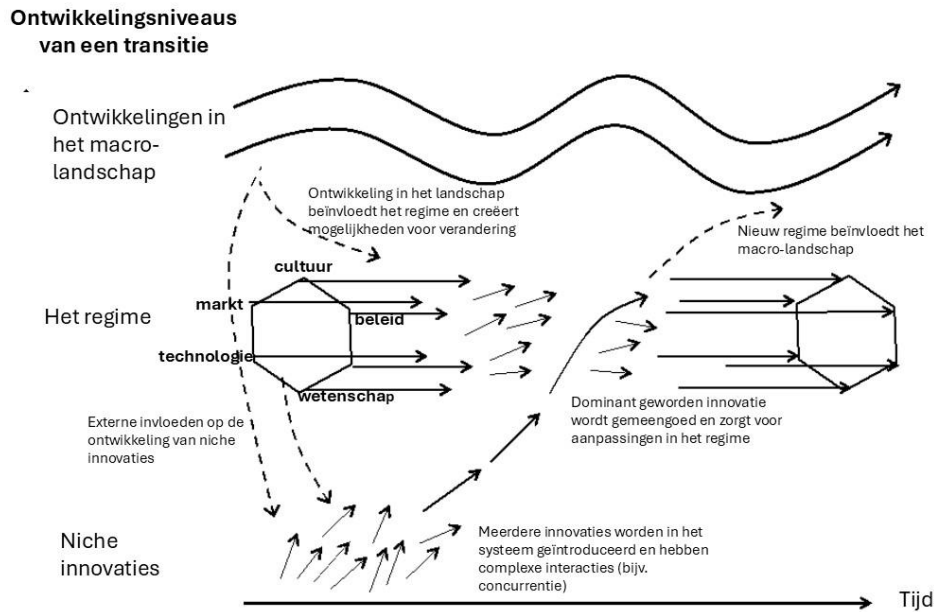 Ontwikkelingsniveaus
van een transitie
Ontwikkelingen in
het macro-
landschap
Ontwikkeling in het landschap
beïnvloedt het regime en creëert
mogelijkheden voor verandering
Nieuw regime beïnvloedt het
macro-landschap
cultuur
markt
beleid
Het regime
technologie
wetenschap
Dominant geworden innovatie
wordt gemeengoed en zorgt voor
aanpassingen in het regime
Externe invloeden op de
ontwikkeling van niche
innovaties
Niche
innovaties
Meerdere innovaties worden in het
systeem geïntroduceerd en hebben
complexe interacties (bijv.
concurrentie)
Tijd